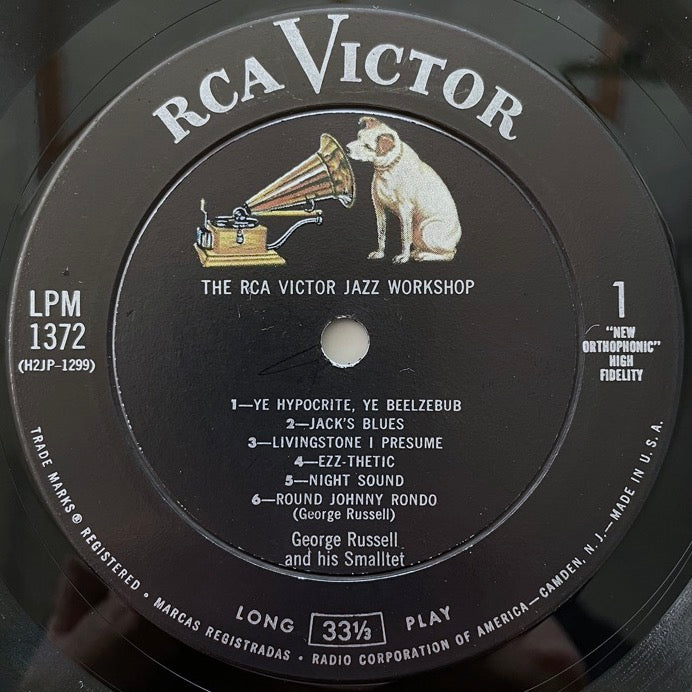 RCA VICTOR
THE RCA VICTOR JAZZ WORKSHOP
LPM
1372
(H2JP-1299)
1
"NEW
ORTHOPHONIC"
HIGH
FIDELITY
1—YE HYPOCRITE, YE BEELZEBUB
2—JACK'S BLUES
3—LIVINGSTONE I PRESUME
4—EZZ-THETIC
5—NIGHT SOUND
6—ROUND JOHNNY RONDO
(George Russell)
George Russell
and his Smalltet
LONG 33⅓ PLAY
TRADE MARKS ® REGISTERED • MARCAS REGISTRADAS • RADIO CORPORATION OF AMERICA—CAMDEN, N. J.—MADE IN U. S. A.